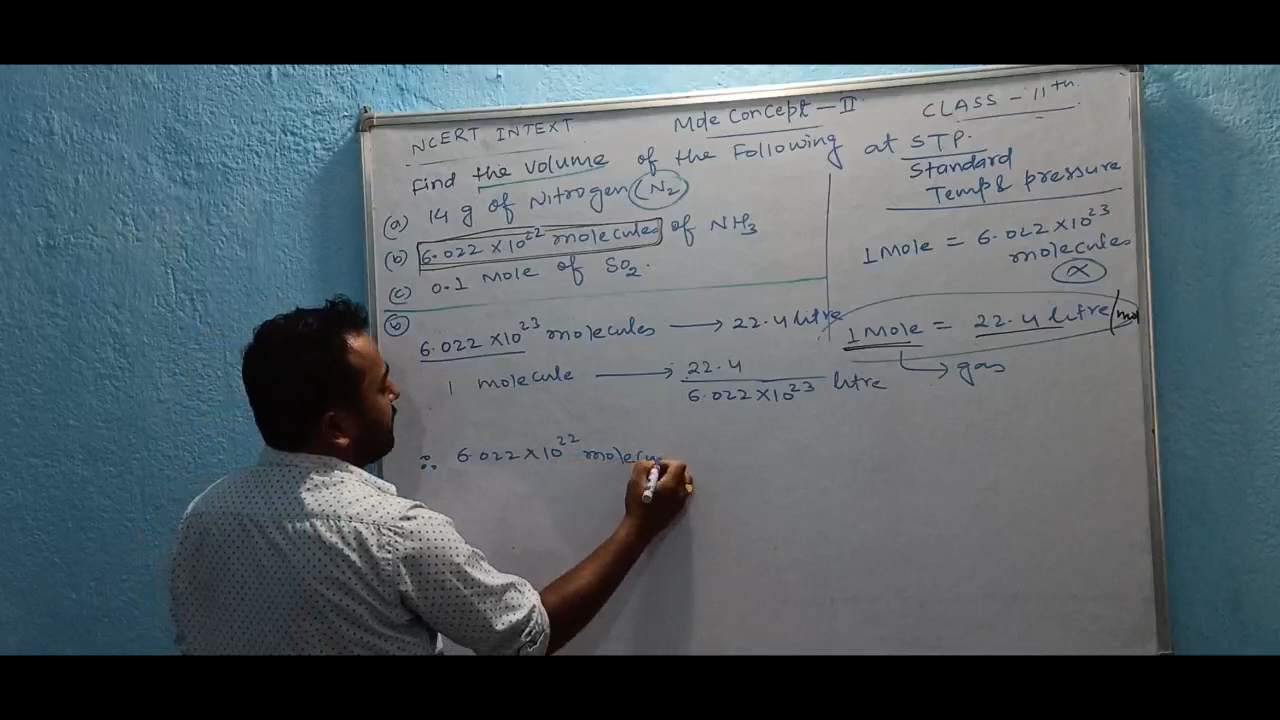 NCERT INTEXT
Mole Concept - II
CLASS - 11th
Find the volume of the Following at STP.
(a) 14 g of Nitrogen (N₂)
(b) 6.022 × 10²² molecules of NH₃
(c) 0.1 mole of SO₂.
Standard
Temp & pressure
1 Mole = 6.022 × 10²³
molecules
(×)
1 Mole = 22.4 litre/mol
→ gas
(b)
6.022 × 10²³ molecules → 22.4 litre
1 molecule → 22.4 / 6.022 × 10²³ litre
∴ 6.022 × 10²² molecu